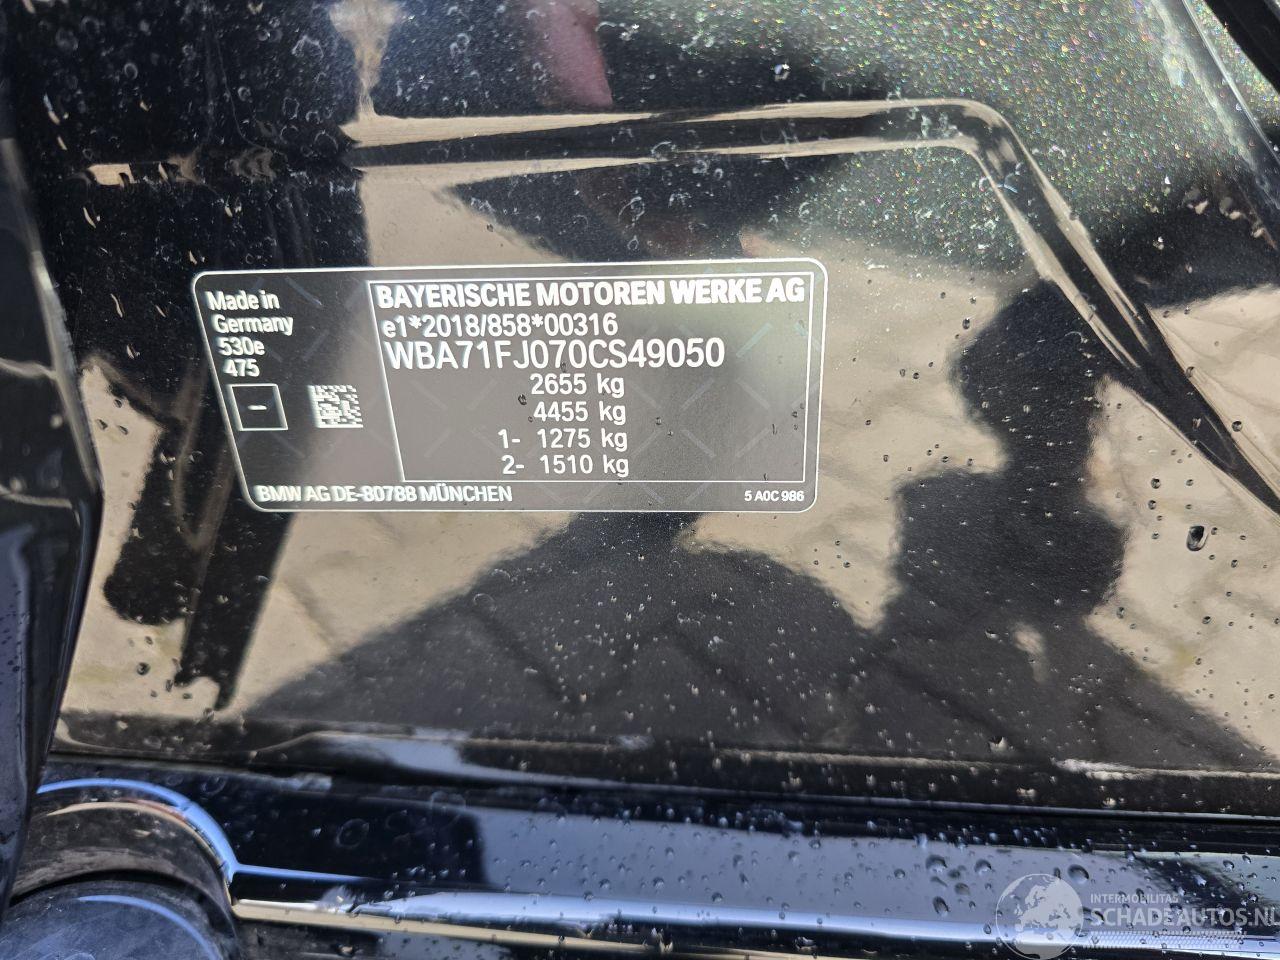 Made in
Germany
530e
475
-
BAYERISCHE MOTOREN WERKE AG
e1*2018/858*00316
WBA71FJ070CS49050
2655 kg
4455 kg
1- 1275 kg
2- 1510 kg
BMW AG DE-80788 MÜNCHEN
5 A0C 986
INTERMOBILITAS
SCHADEAUTOS.NL